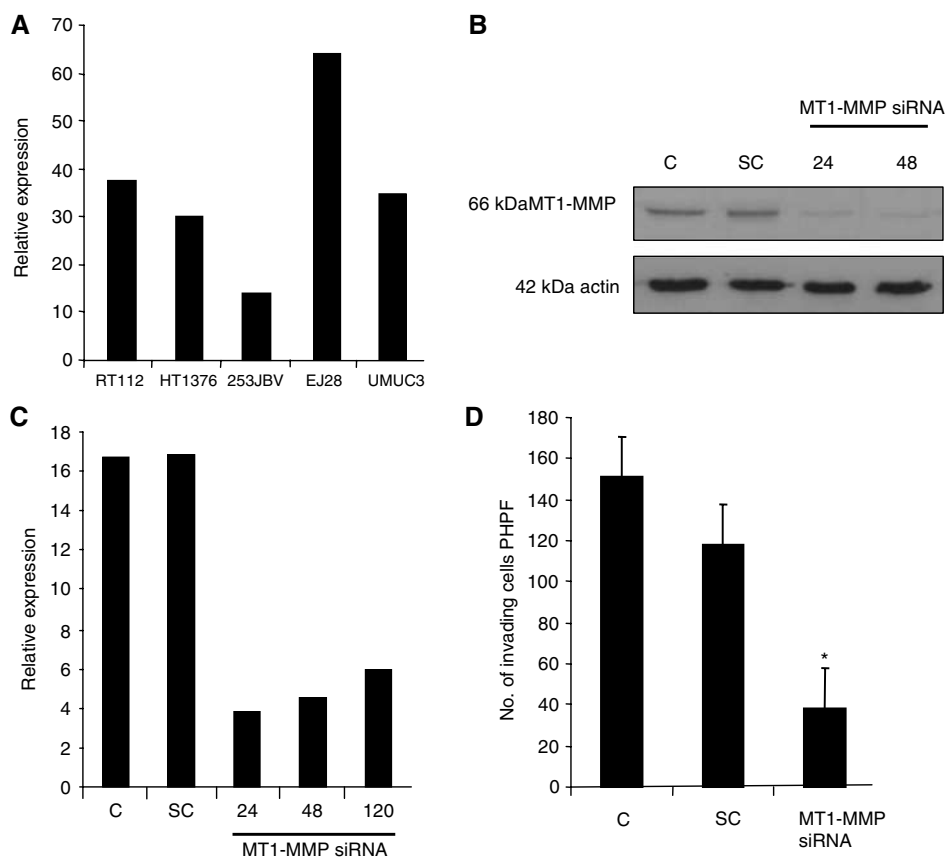 A
Relative expression
70
60
50
40
30
20
10
0
RT112 HT1376 253JBV EJ28 UMUC3
B
MT1-MMP siRNA
C SC 24 48
66 kDaMT1-MMP
42 kDa actin
C
Relative expression
18
16
14
12
10
8
6
4
2
0
C SC 24 48 120
MT1-MMP siRNA
D
No. of invading cells PHPF
180
160
140
120
100
80
60
40
20
0
*
C SC MT1-MMP
siRNA